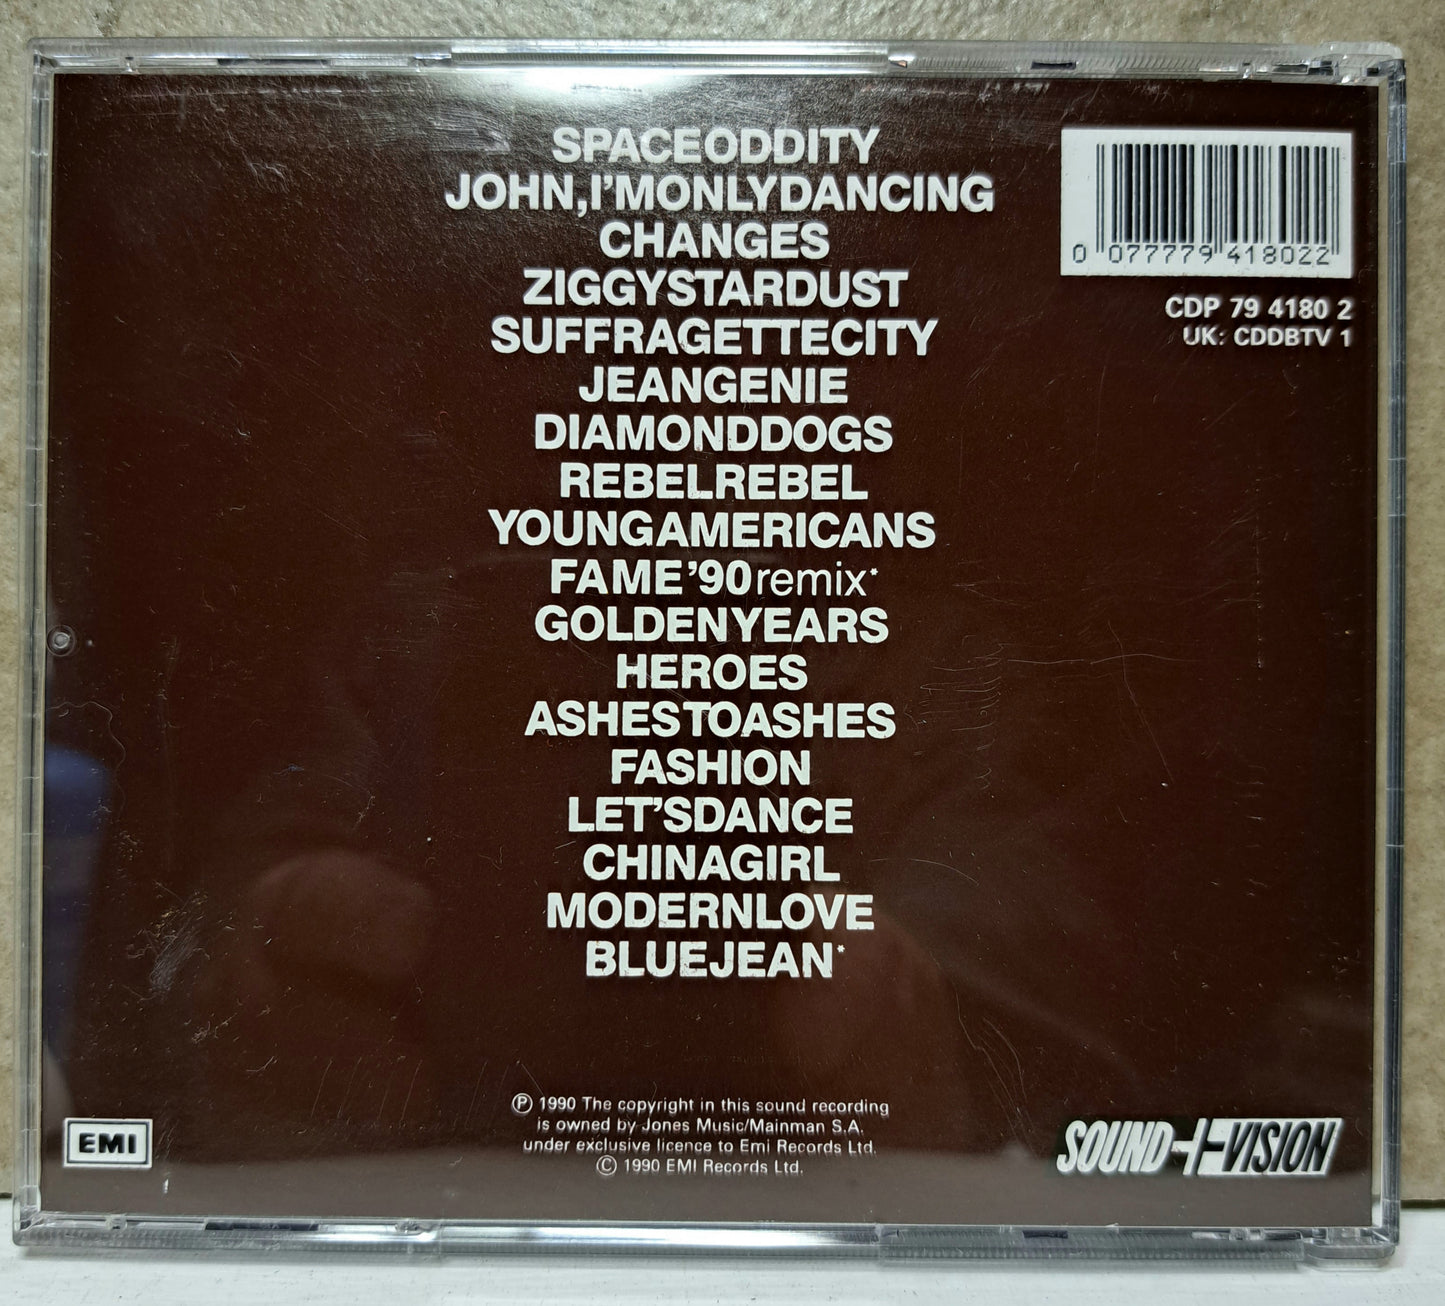 SPACEODDITY
JOHN,I'MONLYDANCING
CHANGES
ZIGGYSTARDUST
SUFFRAGETTECITY
JEANGENIE
DIAMONDDOGS
REBELREBEL
YOUNGAMERICANS
FAME'90remix*
GOLDENYEARS
HEROES
ASHESTOASHES
FASHION
LET'SDANCE
CHINAGIRL
MODERNLOVE
BLUEJEAN*
0 077779 418022
CDP 79 4180 2
UK: CDDBTV 1
℗ 1990 The copyright in this sound recording
is owned by Jones Music/Mainman S.A.
under exclusive licence to Emi Records Ltd.
© 1990 EMI Records Ltd.
EMI
SOUND+VISION